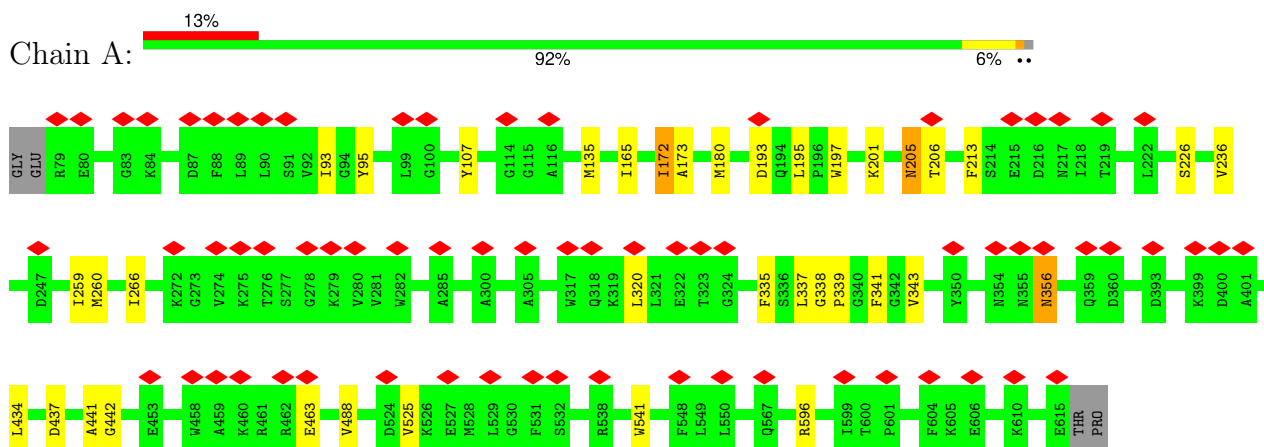 13%
Chain A:
92% 6% ••
GLY GLU R79 E80 G83 K84 D87 F88 L89 L90 S91 V92 I93 G94 Y95 L99 G100 Y107 G114 G115 A116 M135 I165 I172 A173 M180 D193 Q194 L195 P196 W197 K201 N205 T206 F213 S214 E215 D216 N217 I218 T219 L222 S226 V236
D247 I259 M260 I266 K272 G273 V274 K275 T276 S277 G278 K279 V280 V281 W282 A285 A300 A305 W317 Q318 K319 L320 L321 E322 T323 G324 F335 S336 L337 G338 P339 G340 F341 G342 V343 Y350 N354 N355 N356 Q359 D360 D393 K399 D400 A401
L434 D437 A441 G442 E453 W458 A459 K460 R461 R462 E463 V488 D524 V525 K526 E527 M528 L529 G530 F531 S532 R538 W541 F548 L549 L550 Q567 R596 I599 T600 P601 F604 K605 E606 K610 E615 THR PRO